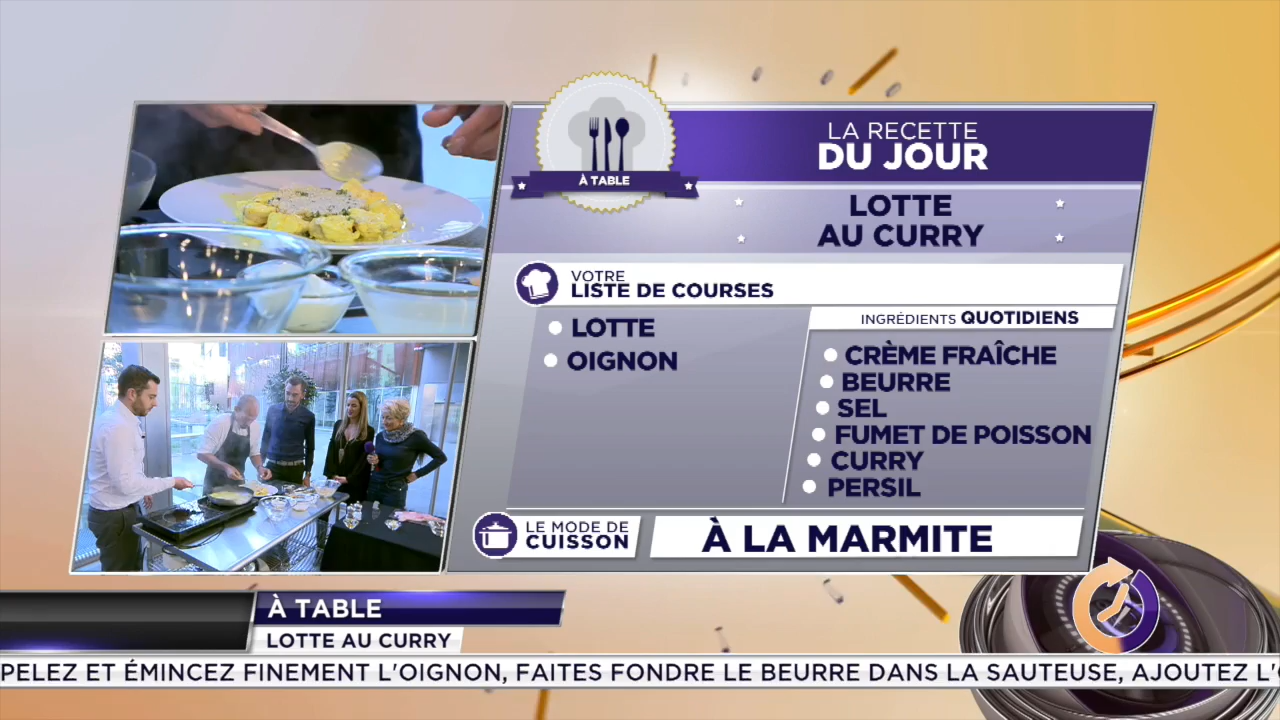 À TABLE
LA RECETTE
DU JOUR
LOTTE
AU CURRY
VOTRE
LISTE DE COURSES
LOTTE
OIGNON
INGRÉDIENTS QUOTIDIENS
CRÈME FRAÎCHE
BEURRE
SEL
FUMET DE POISSON
CURRY
PERSIL
LE MODE DE
CUISSON
À LA MARMITE
À TABLE
LOTTE AU CURRY
PELEZ ET ÉMINCEZ FINEMENT L'OIGNON, FAITES FONDRE LE BEURRE DANS LA SAUTEUSE, AJOUTEZ L'